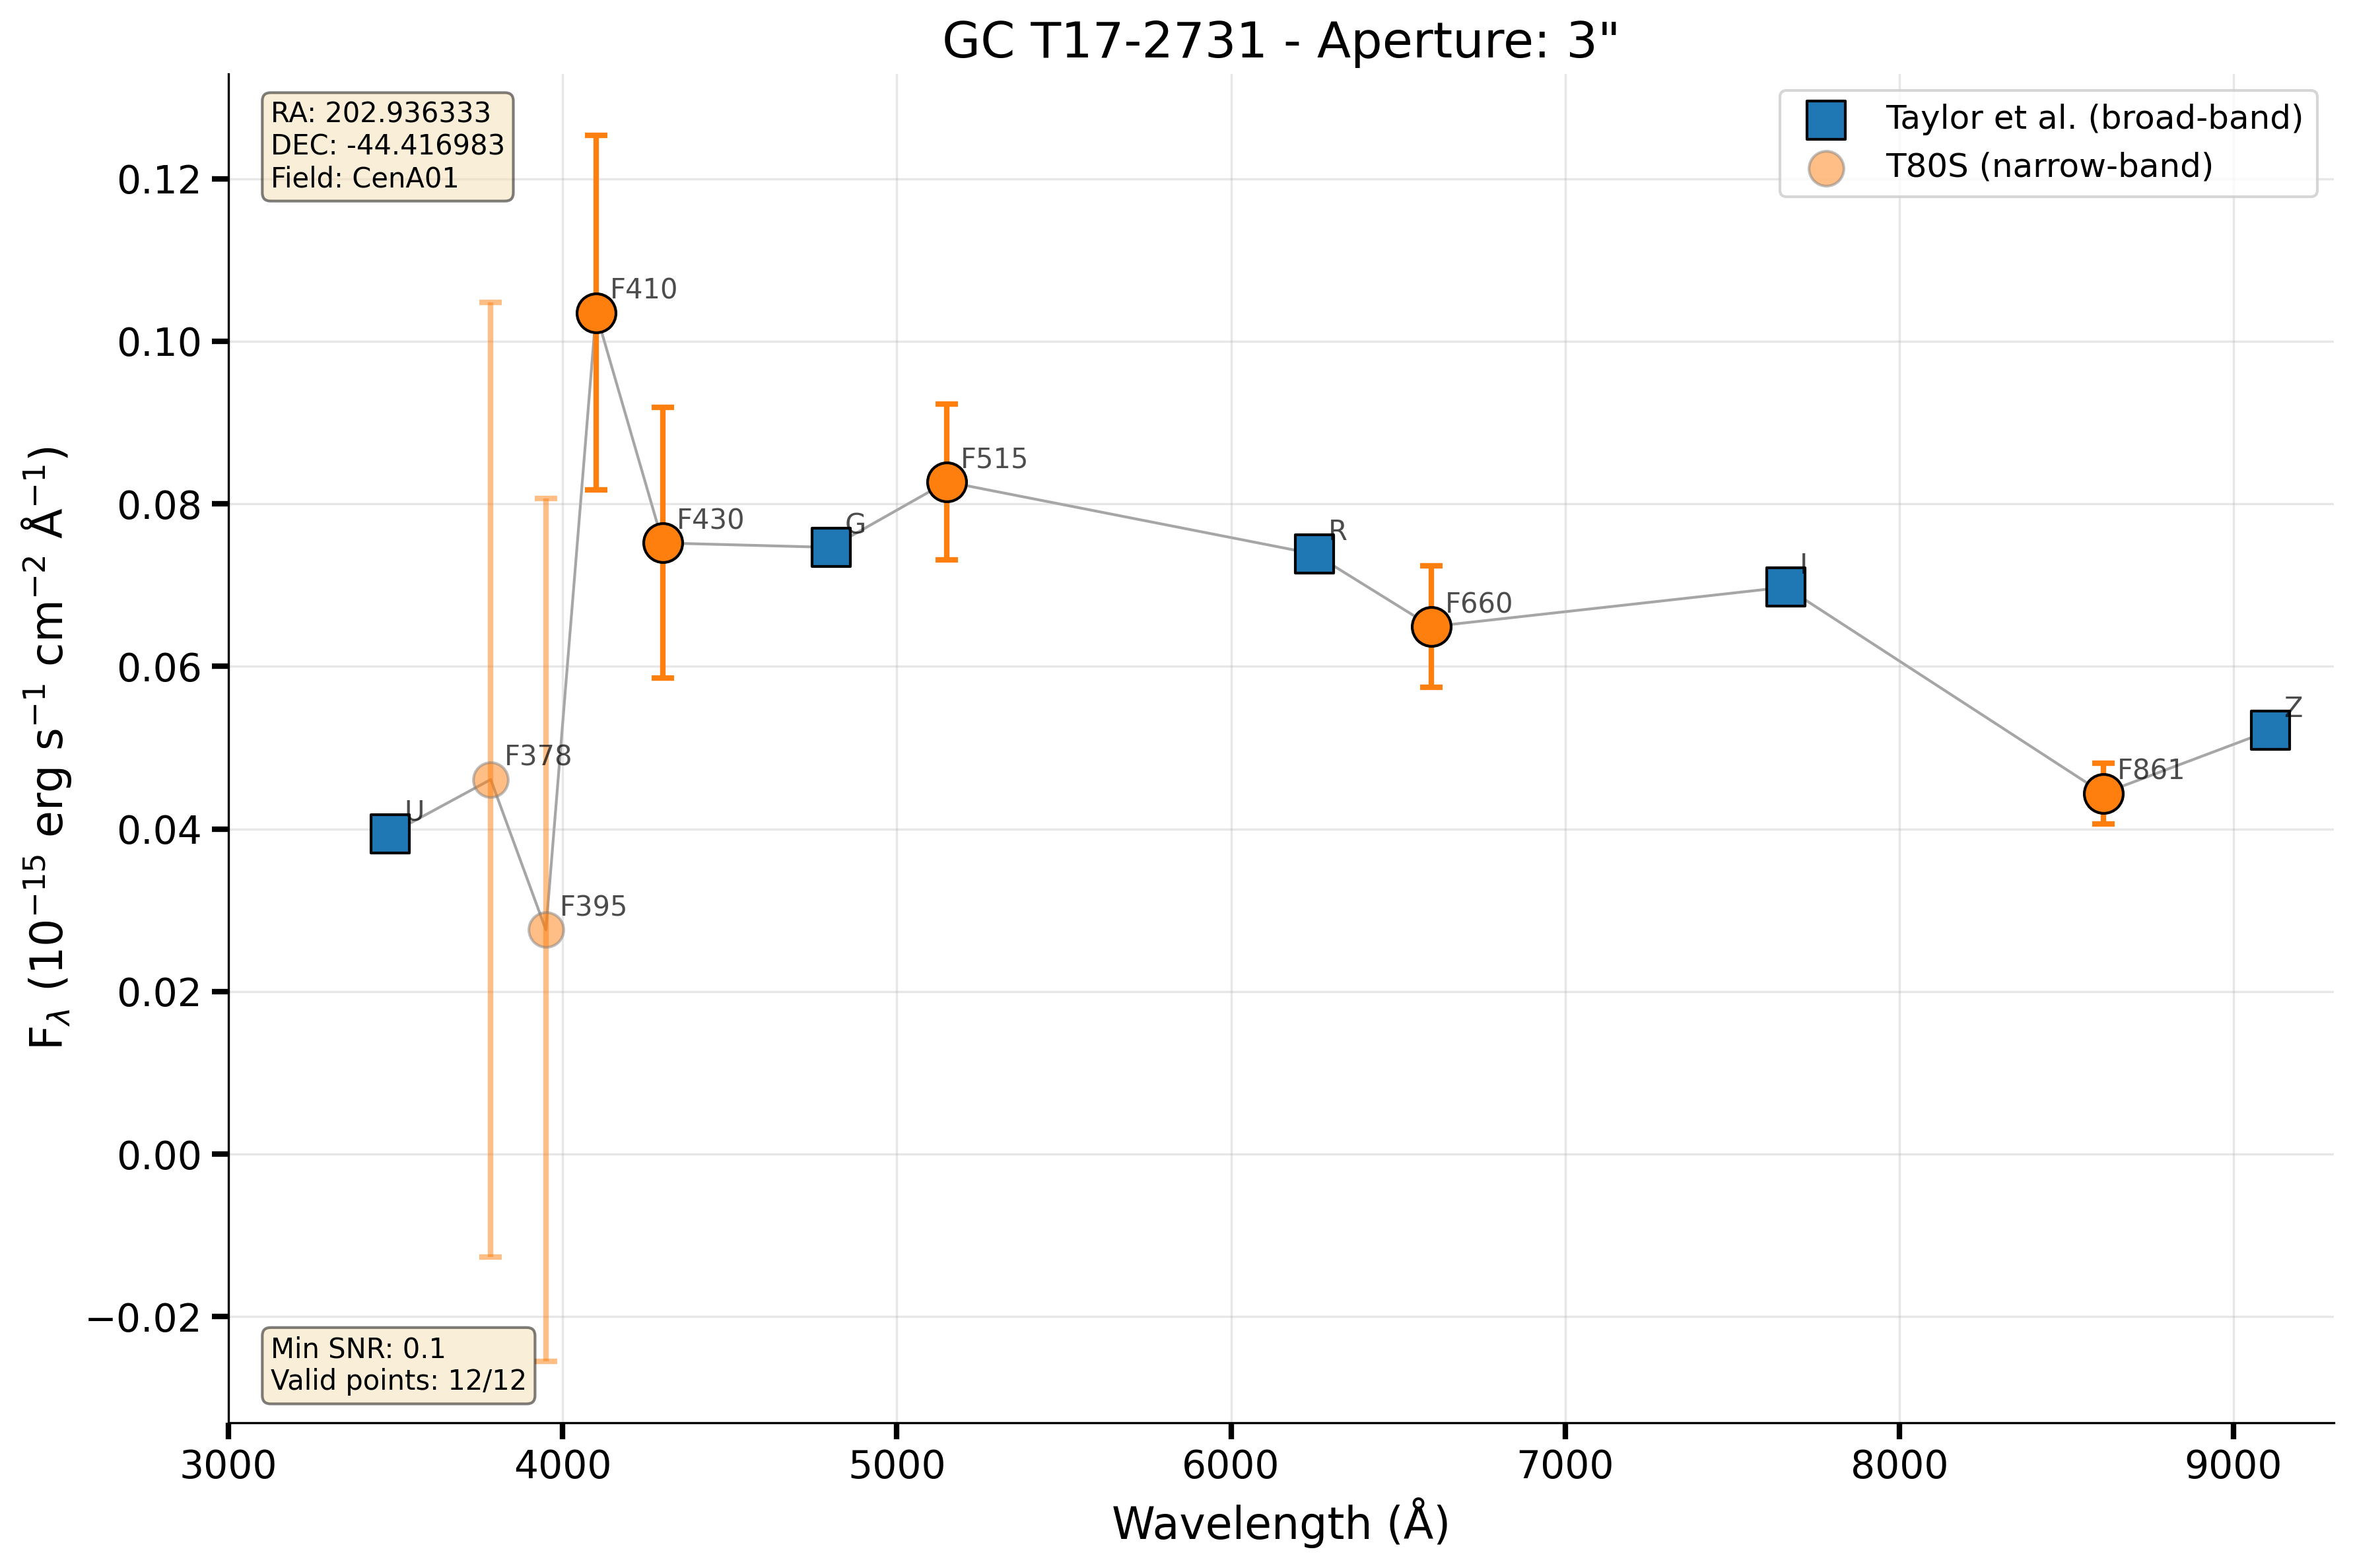 GC T17-2731 - Aperture: 3"
RA: 202.936333
DEC: -44.416983
Field: CenA01
Taylor et al. (broad-band)
T80S (narrow-band)
F410
F430
G
F515
R
F660
I
F861
Z
F378
U
F395
0.12
0.10
0.08
0.06
0.04
0.02
0.00
−0.02
F_λ (10⁻¹⁵ erg s⁻¹ cm⁻² Å⁻¹)
Min SNR: 0.1
Valid points: 12/12
3000 4000 5000 6000 7000 8000 9000
Wavelength (Å)